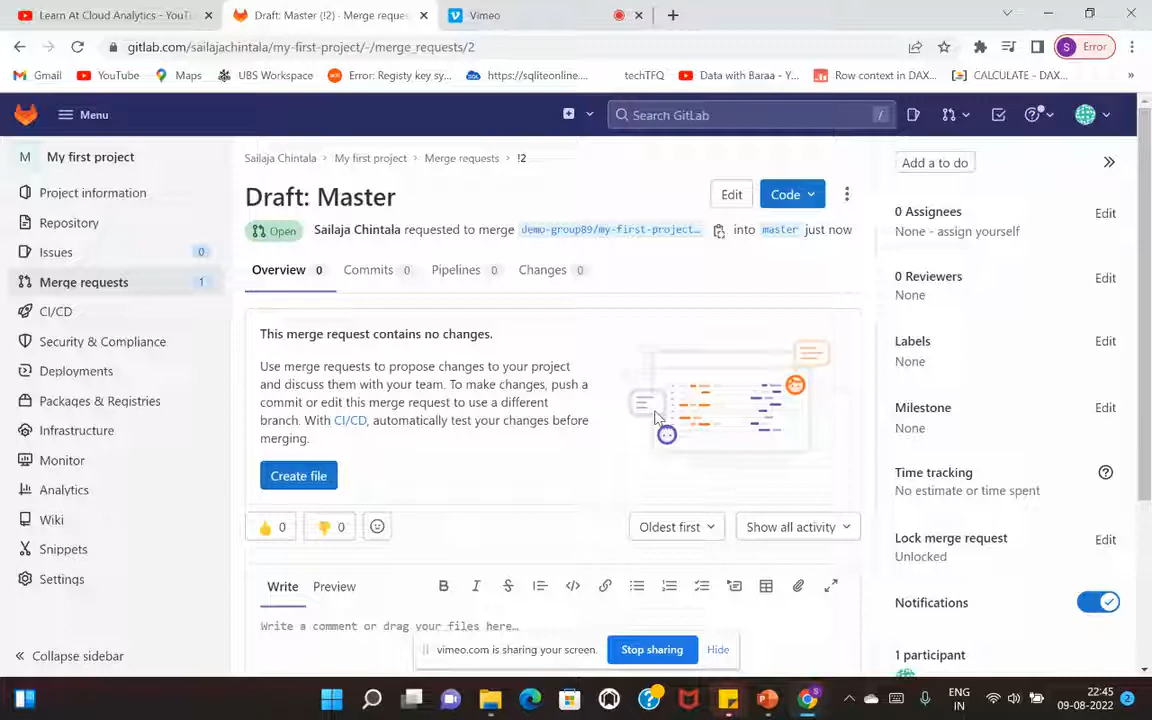 Learn At Cloud Analytics - YouT
Draft: Master (!2) · Merge reques
Vimeo
gitlab.com/sailajachintala/my-first-project/-/merge_requests/2
S
Error
Gmail
YouTube
Maps
UBS Workspace
Error: Registy key sy...
https://sqliteonline....
techTFQ
Data with Baraa - Y...
Row context in DAX...
CALCULATE - DAX...
»
Menu
Search GitLab
/
M My first project
Project information
Repository
Issues 0
Merge requests 1
CI/CD
Security & Compliance
Deployments
Packages & Registries
Infrastructure
Monitor
Analytics
Wiki
Snippets
Settings
Collapse sidebar
Sailaja Chintala › My first project › Merge requests › !2
Draft: Master
Edit
Code
Open Sailaja Chintala requested to merge demo-group89/my-first-project… into master just now
Overview 0 Commits 0 Pipelines 0 Changes 0
This merge request contains no changes.
Use merge requests to propose changes to your project
and discuss them with your team. To make changes, push a
commit or edit this merge request to use a different
branch. With CI/CD, automatically test your changes before
merging.
Create file
0
0
Oldest first
Show all activity
Write Preview
B I S
Write a comment or drag your files here…
vimeo.com is sharing your screen.
Stop sharing
Hide
Add a to do
0 Assignees Edit
None - assign yourself
0 Reviewers Edit
None
Labels Edit
None
Milestone Edit
None
Time tracking
No estimate or time spent
Lock merge request Edit
Unlocked
Notifications
1 participant
ENG
IN
22:45
09-08-2022
2